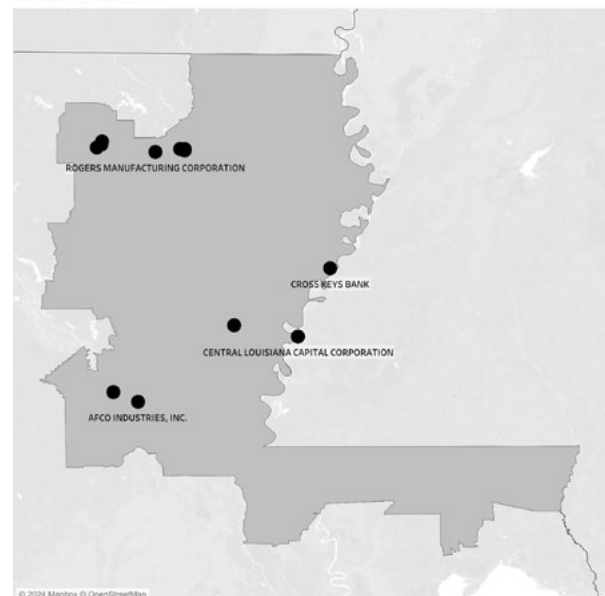 ROGERS MANUFACTURING CORPORATION
CROSS KEYS BANK
CENTRAL LOUISIANA CAPITAL CORPORATION
AFCO INDUSTRIES, INC.
© 2024 Mapbox © OpenStreetMap